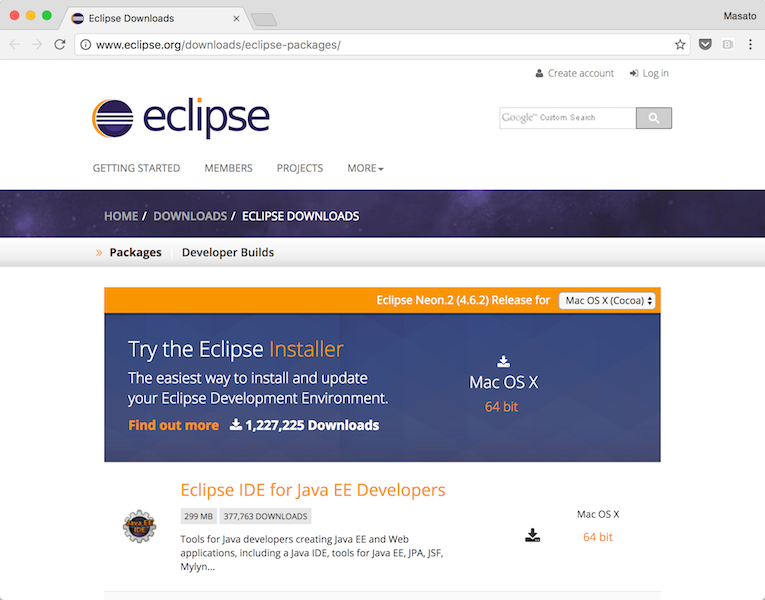 Eclipse Downloads
Masato
www.eclipse.org/downloads/eclipse-packages/
Create account Log in
eclipse
Google™ Custom Search
GETTING STARTED MEMBERS PROJECTS MORE
HOME / DOWNLOADS / ECLIPSE DOWNLOADS
» Packages Developer Builds
Eclipse Neon.2 (4.6.2) Release for Mac OS X (Cocoa)
Try the Eclipse Installer
The easiest way to install and update
your Eclipse Development Environment.
Find out more 1,227,225 Downloads
Mac OS X
64 bit
Eclipse IDE for Java EE Developers
299 MB 377,763 DOWNLOADS
Tools for Java developers creating Java EE and Web
applications, including a Java IDE, tools for Java EE, JPA, JSF,
Mylyn...
Java EE
IDE
Mac OS X
64 bit